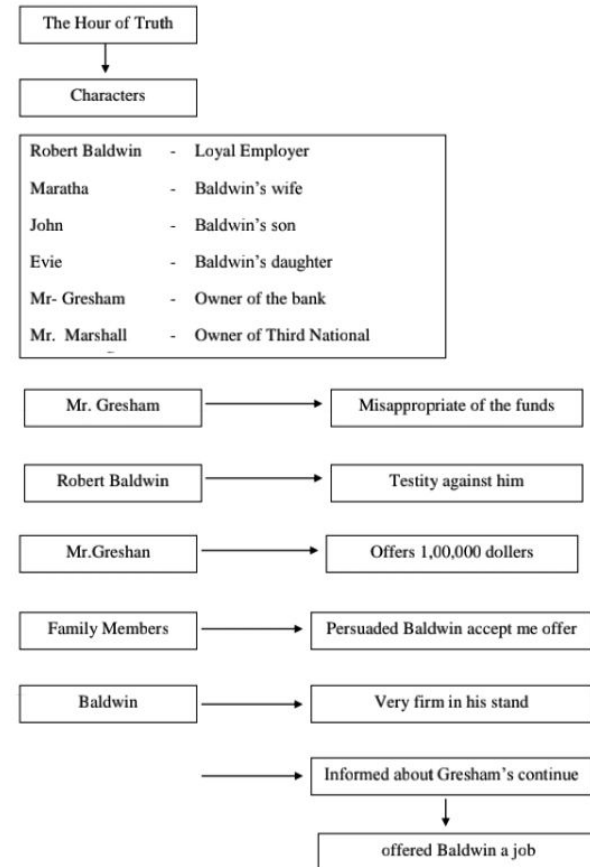 The Hour of Truth
Characters
Robert Baldwin - Loyal Employer
Maratha - Baldwin's wife
John - Baldwin's son
Evie - Baldwin's daughter
Mr- Gresham - Owner of the bank
Mr. Marshall - Owner of Third National
Mr. Gresham
Misappropriate of the funds
Robert Baldwin
Testity against him
Mr.Greshan
Offers 1,00,000 dollers
Family Members
Persuaded Baldwin accept me offer
Baldwin
Very firm in his stand
Informed about Gresham's continue
offered Baldwin a job